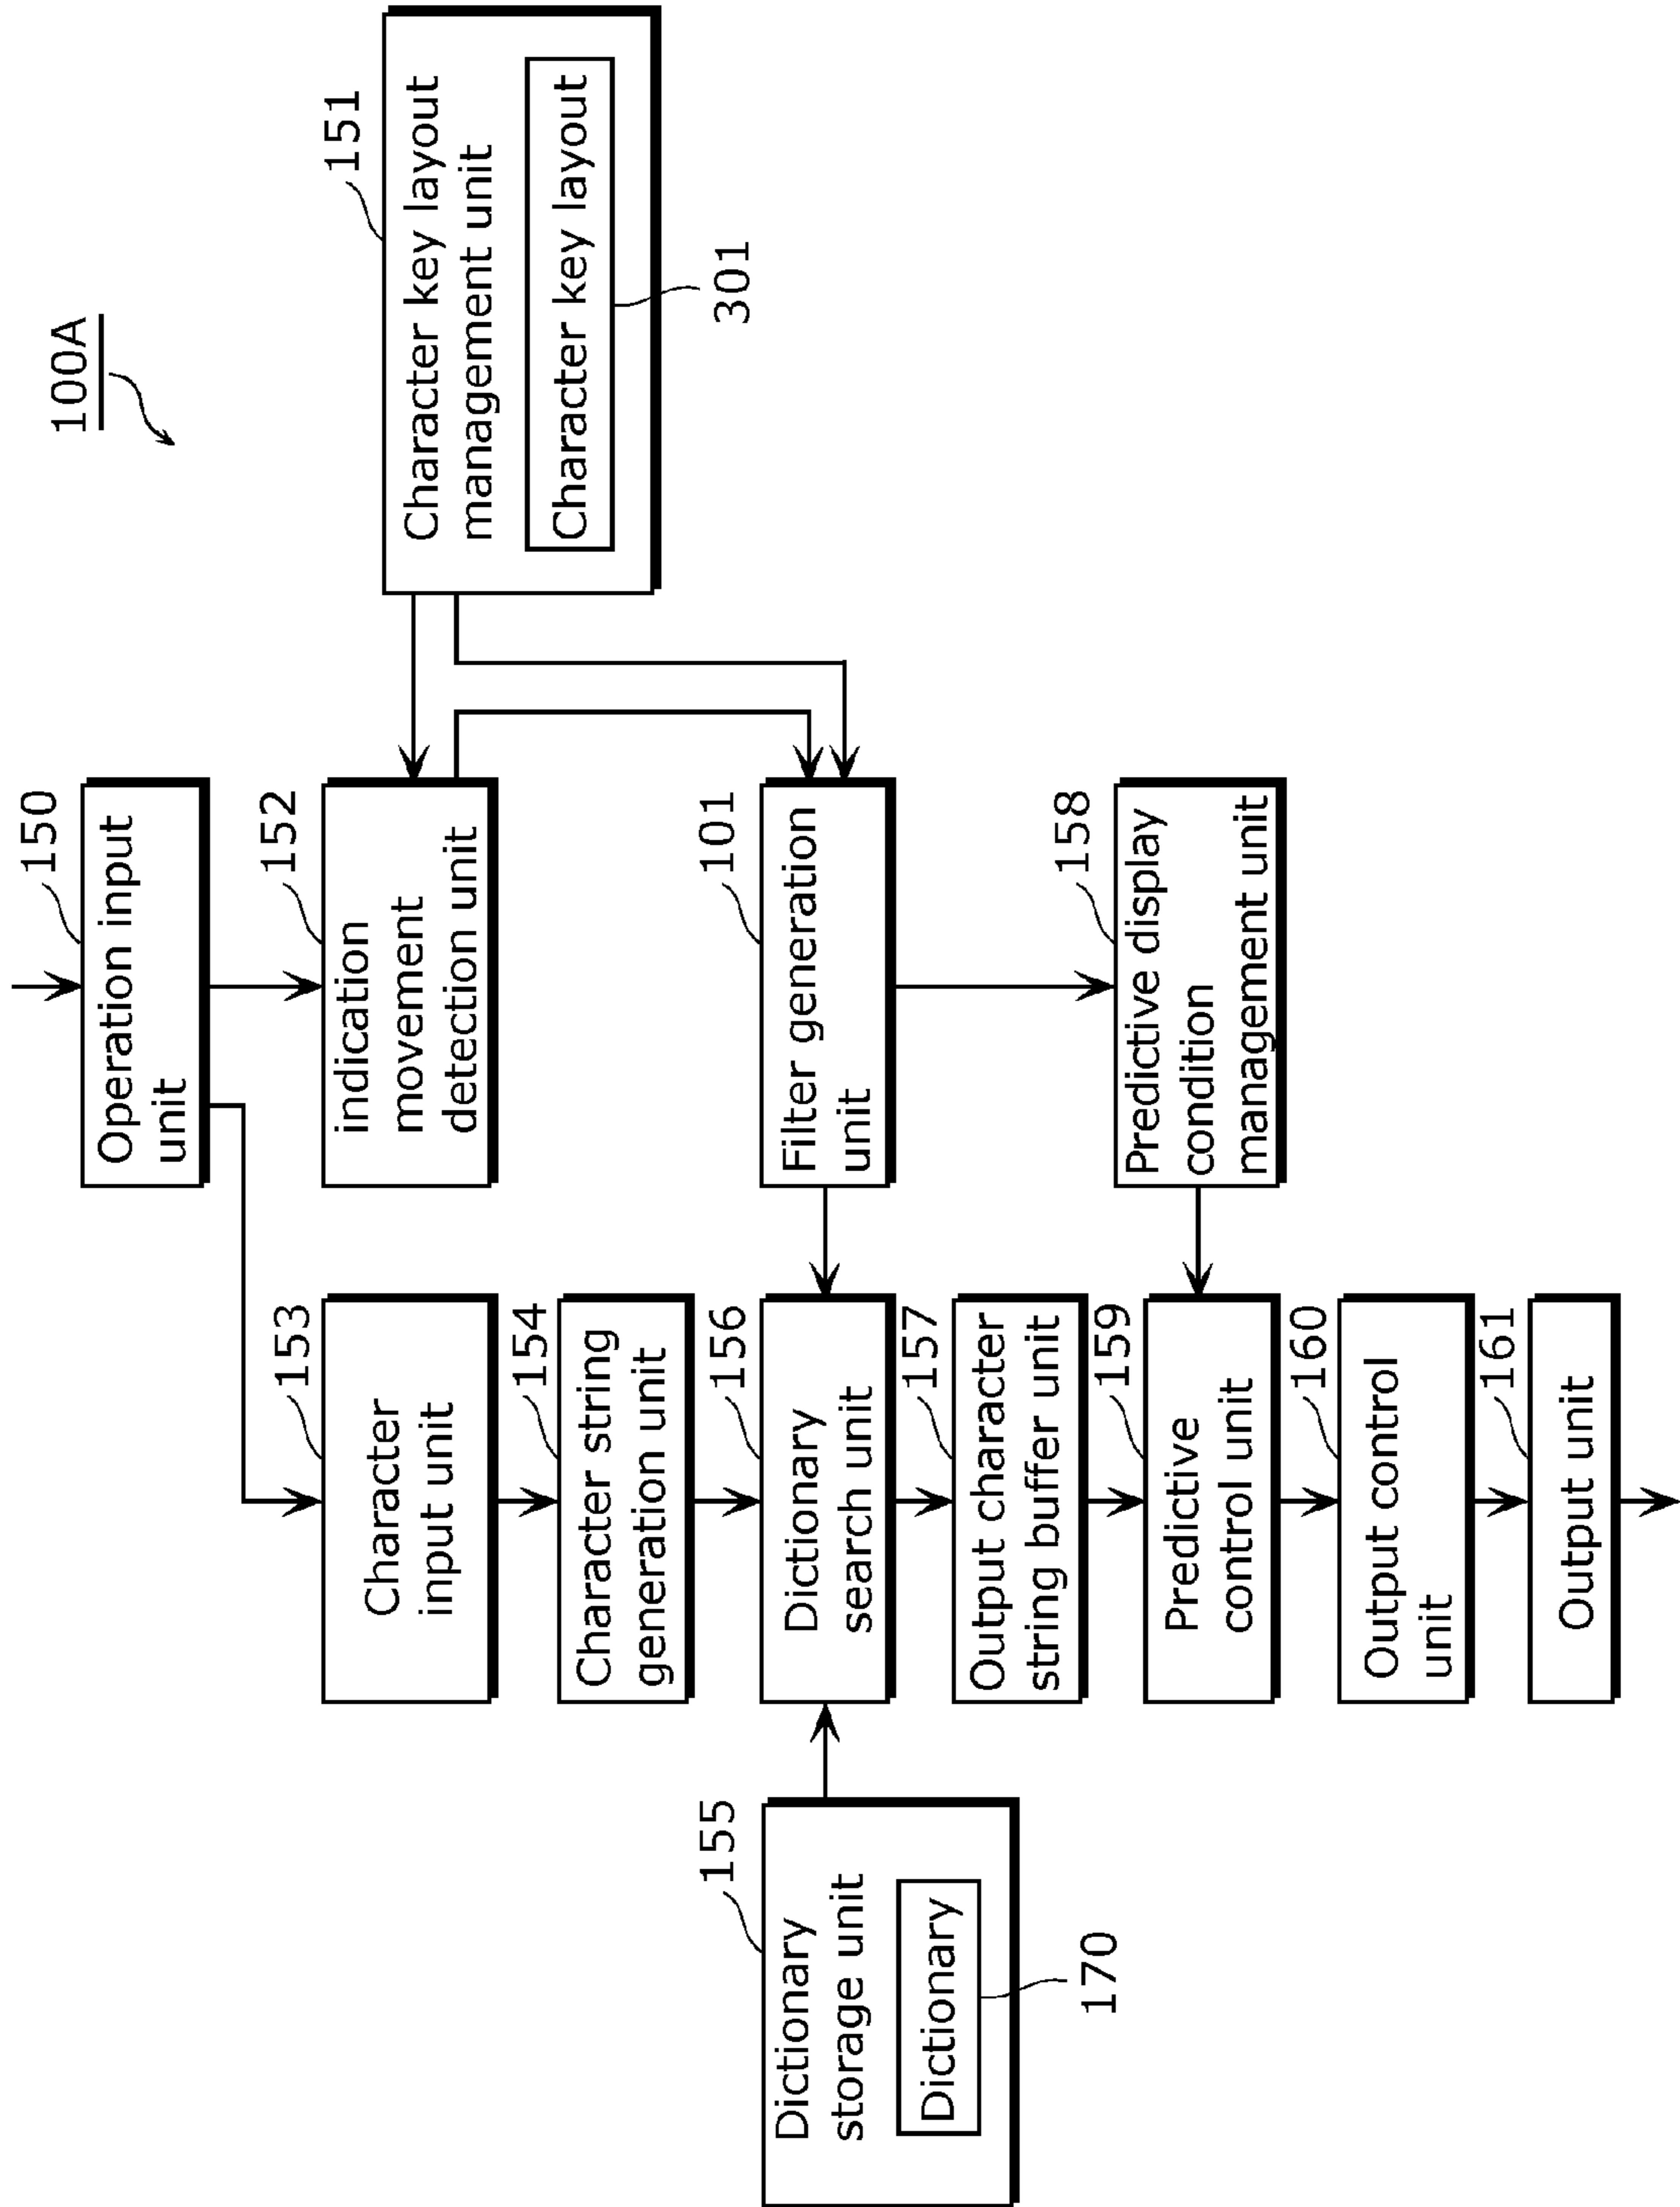 100A
150
Operation input
unit
151
Character key layout
management unit
Character key layout
301
152
indication
movement
detection unit
153
Character
input unit
154
Character string
generation unit
155
Dictionary
storage unit
Dictionary
170
156
Dictionary
search unit
101
Filter generation
unit
157
Output character
string buffer unit
158
Predictive display
condition
management unit
159
Predictive
control unit
160
Output control
unit
161
Output unit